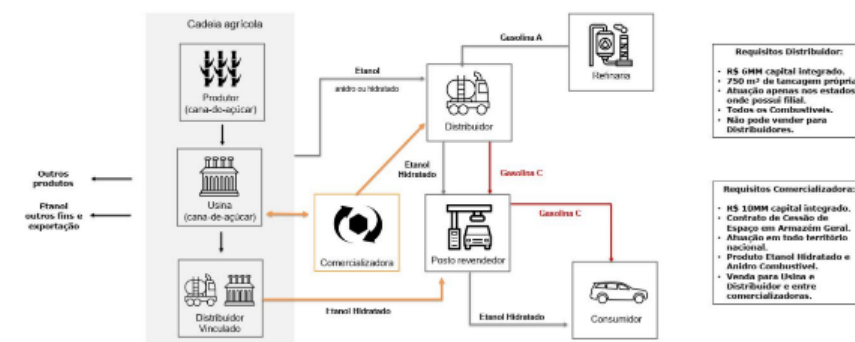 Cadeia agrícola
Produtor
(cana-do-açúcar)
Usina
(cana-de-açúcar)
Distribuidor
Vinculado
Outros
produtos
Etanol
outros fins e
exportação
Etanol
anidro ou hidratado
Gasolina A
Refinaria
Distribuidor
Etanol
Hidratado
Gasolina C
Comercializadora
Posto revendedor
Gasolina C
Etanol Hidratado
Etanol Hidratado
Consumidor
Requisitos Distribuidor:
• R$ 6MM capital integrado.
• 750 m³ de tancagem própria
• Atuação apenas nos estados
onde possui filial.
• Todos os Combustíveis.
• Não pode vender para
Distribuidores.
Requisitos Comercializadora:
• R$ 10MM capital integrado.
• Contrato de Cessão de
Espaço em Armazém Geral.
• Atuação em todo território
nacional.
• Produto Etanol Hidratado e
Anidro Combustível.
• Venda para Usina e
Distribuidor e entre
comercializadoras.